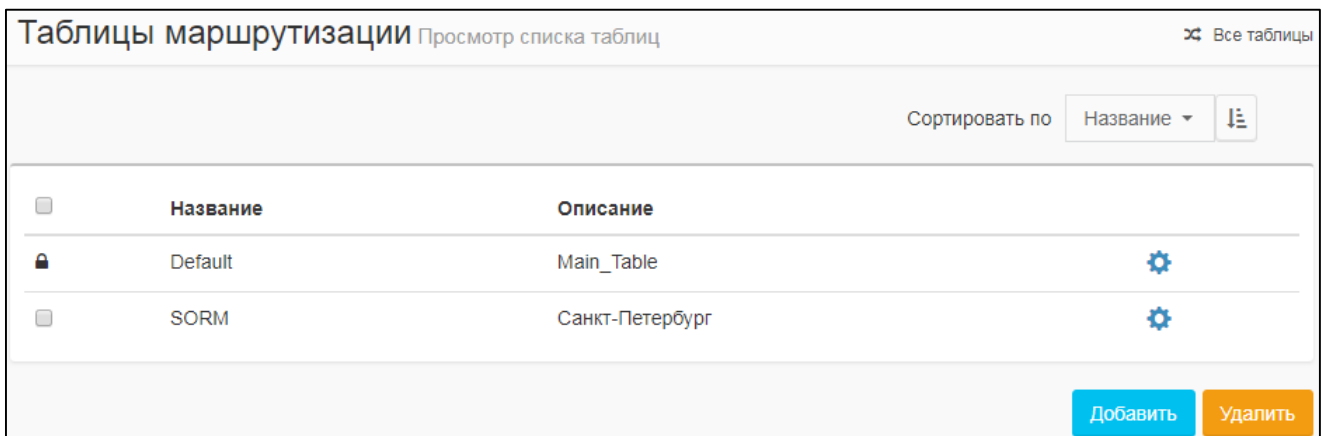 Таблицы маршрутизации Просмотр списка таблиц Все таблицы
Сортировать по Название
Название Описание
Default Main_Table
SORM Санкт-Петербург
Добавить Удалить